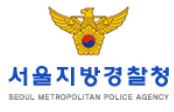 서울지방경찰청
SEOUL METROPOLITAN POLICE AGENCY